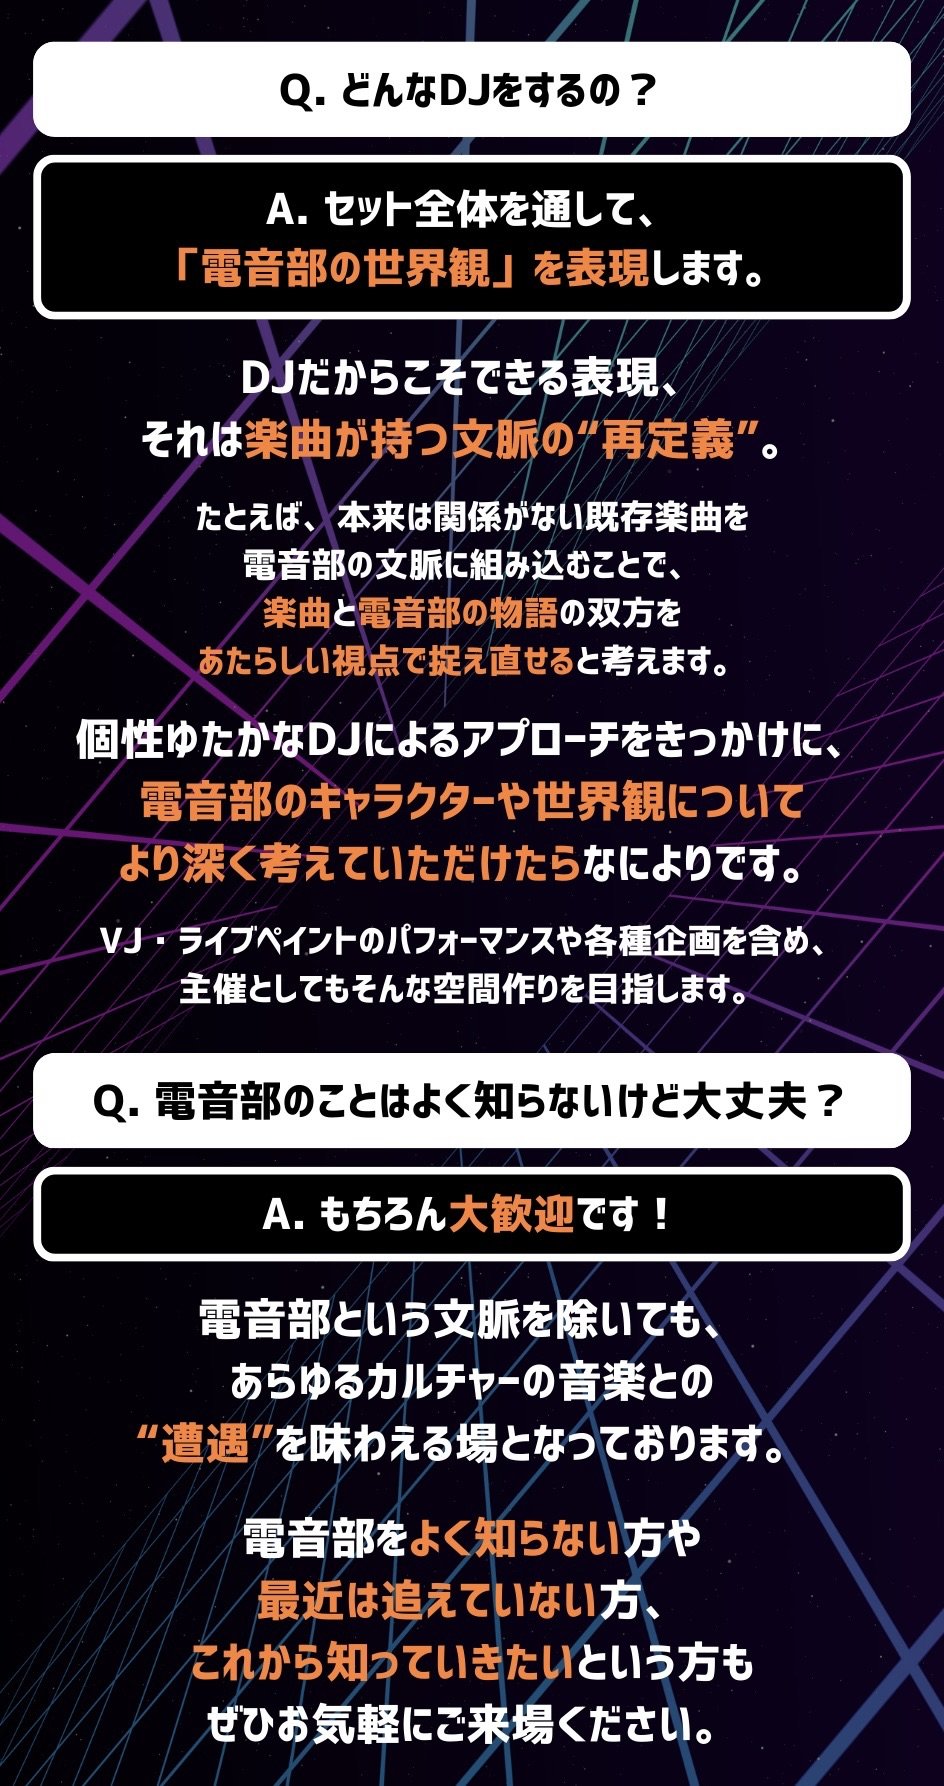 Q. どんなDJをするの？
A. セット全体を通して、
「電音部の世界観」を表現します。
DJだからこそできる表現、
それは楽曲が持つ文脈の“再定義”。
たとえば、本来は関係がない既存楽曲を
電音部の文脈に組み込むことで、
楽曲と電音部の物語の双方を
あたらしい視点で捉え直せると考えます。
個性ゆたかなDJによるアプローチをきっかけに、
電音部のキャラクターや世界観について
より深く考えていただけたらなによりです。
VJ・ライブペイントのパフォーマンスや各種企画を含め、
主催としてもそんな空間作りを目指します。
Q. 電音部のことはよく知らないけど大丈夫？
A. もちろん大歓迎です！
電音部という文脈を除いても、
あらゆるカルチャーの音楽との
“遭遇”を味わえる場となっております。
電音部をよく知らない方や
最近は追えていない方、
これから知っていきたいという方も
ぜひお気軽にご来場ください。